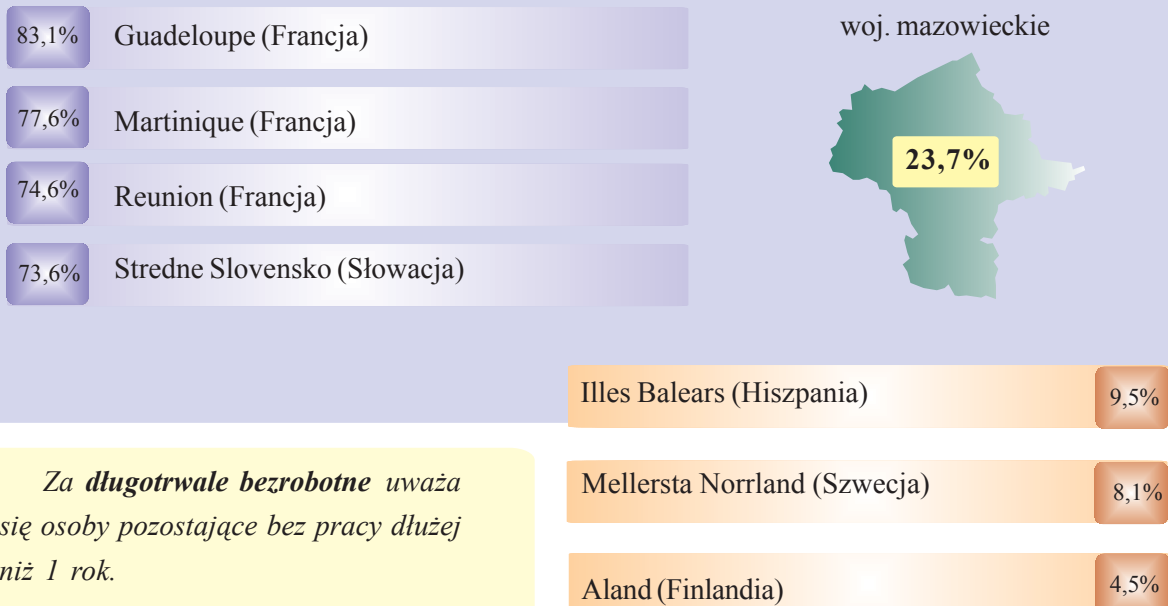 83,1% Guadeloupe (Francja)
77,6% Martinique (Francja)
74,6% Reunion (Francja)
73,6% Stredne Slovensko (Słowacja)
woj. mazowieckie
23,7%
Illes Balears (Hiszpania) 9,5%
Mellersta Norrland (Szwecja) 8,1%
Aland (Finlandia) 4,5%
Za długotrwale bezrobotne uważa
się osoby pozostające bez pracy dłużej
niż 1 rok.